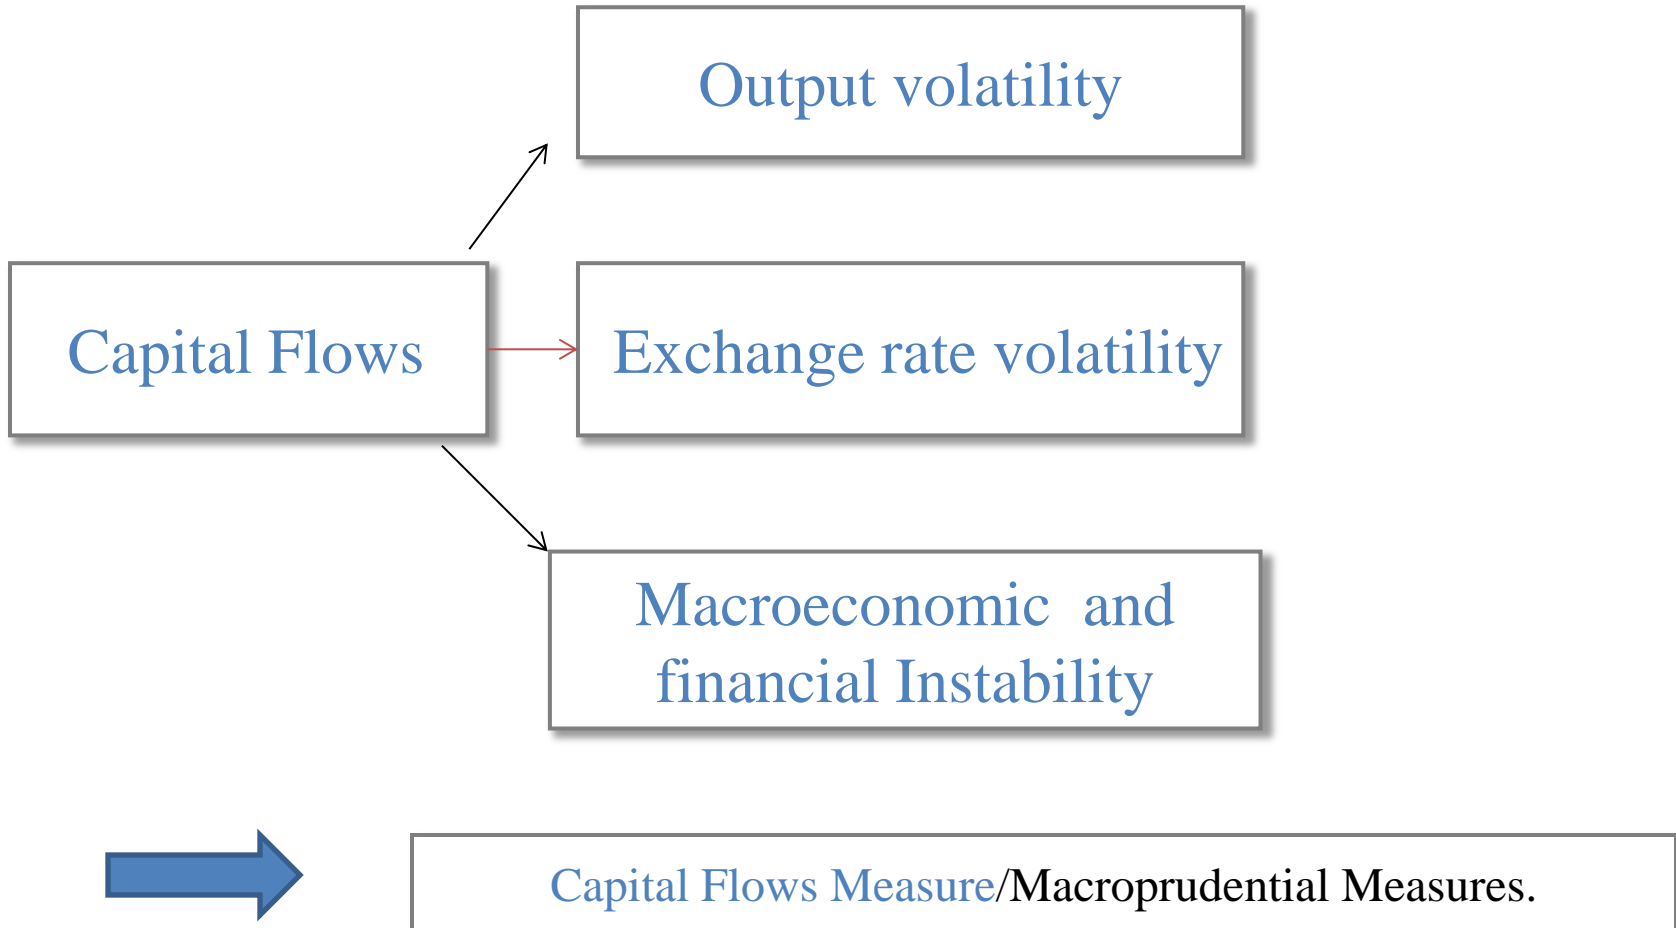 Output volatility
Capital Flows
Exchange rate volatility
Macroeconomic and
financial Instability
Capital Flows Measure/Macroprudential Measures.